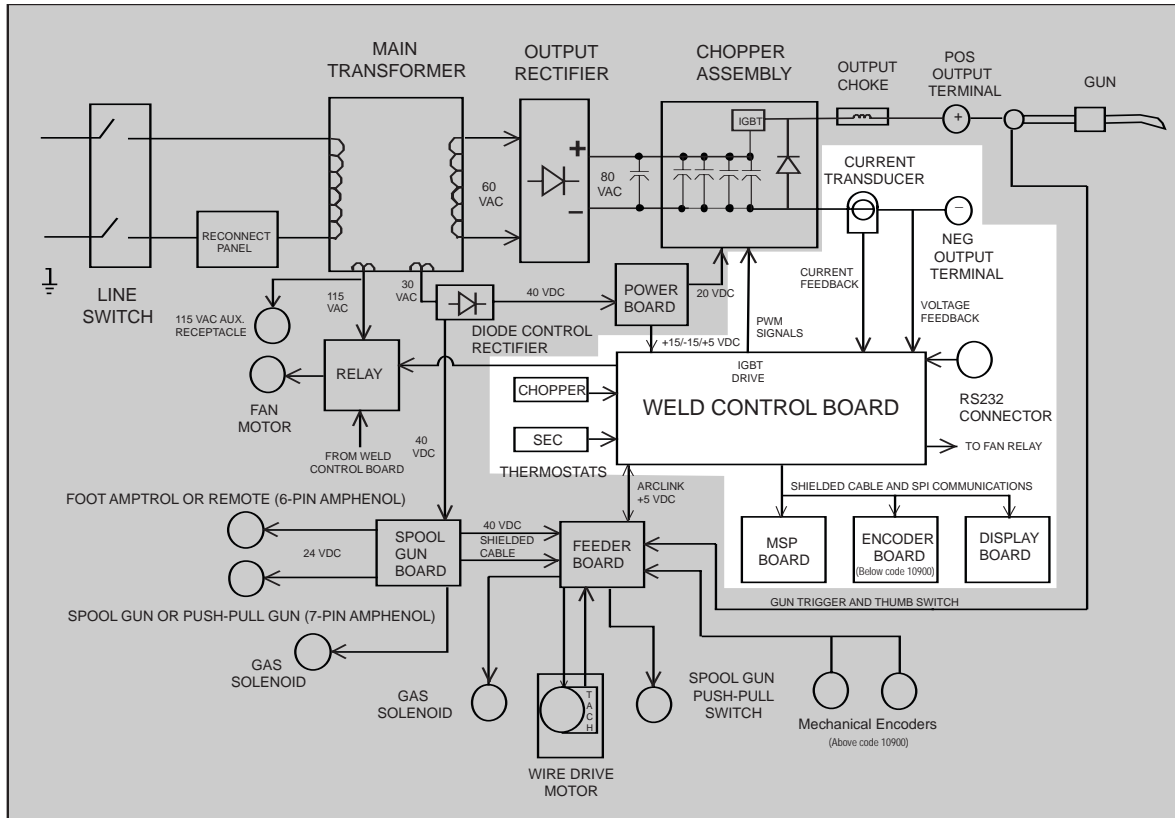 MAIN
TRANSFORMER
OUTPUT
RECTIFIER
CHOPPER
ASSEMBLY
OUTPUT
CHOKE
POS
OUTPUT
TERMINAL
GUN
IGBT
+
+
−
60
VAC
80
VAC
CURRENT
TRANSDUCER
−
NEG
OUTPUT
TERMINAL
RECONNECT
PANEL
LINE
SWITCH
115
VAC
30
VAC
40 VDC
POWER
BOARD
20 VDC
CURRENT
FEEDBACK
VOLTAGE
FEEDBACK
115 VAC AUX.
RECEPTACLE
DIODE CONTROL
RECTIFIER
PWM
SIGNALS
+15/-15/+5 VDC
RELAY
FAN
MOTOR
FROM WELD
CONTROL BOARD
CHOPPER
SEC
THERMOSTATS
IGBT
DRIVE
WELD CONTROL BOARD
RS232
CONNECTOR
TO FAN RELAY
40
VDC
ARCLINK
+5 VDC
SHIELDED CABLE AND SPI COMMUNICATIONS
FOOT AMPTROL OR REMOTE (6-PIN AMPHENOL)
24 VDC
SPOOL
GUN
BOARD
40 VDC
SHIELDED
CABLE
FEEDER
BOARD
MSP
BOARD
ENCODER
BOARD
(Below code 10900)
DISPLAY
BOARD
GUN TRIGGER AND THUMB SWITCH
SPOOL GUN OR PUSH-PULL GUN (7-PIN AMPHENOL)
GAS
SOLENOID
GAS
SOLENOID
TACH
WIRE DRIVE
MOTOR
SPOOL GUN
PUSH-PULL
SWITCH
Mechanical Encoders
(Above code 10900)